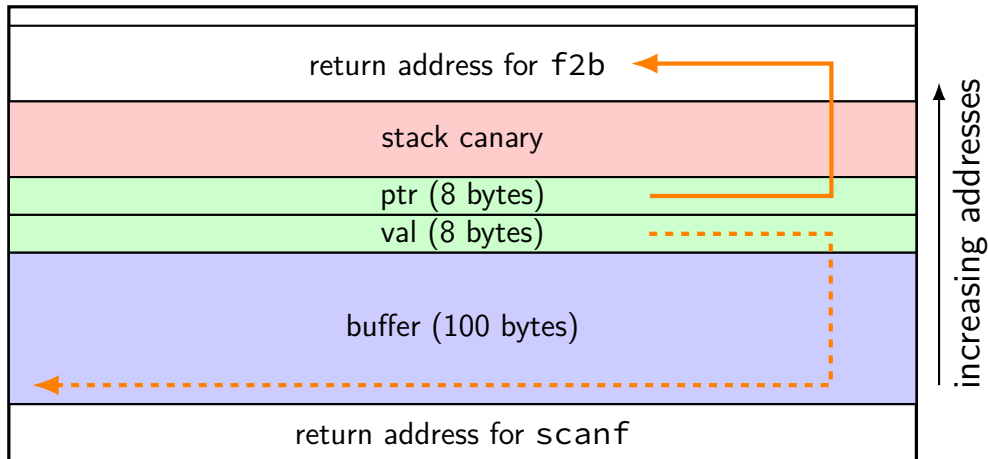 return address for f2b
stack canary
ptr (8 bytes)
val (8 bytes)
buffer (100 bytes)
return address for scanf
increasing addresses